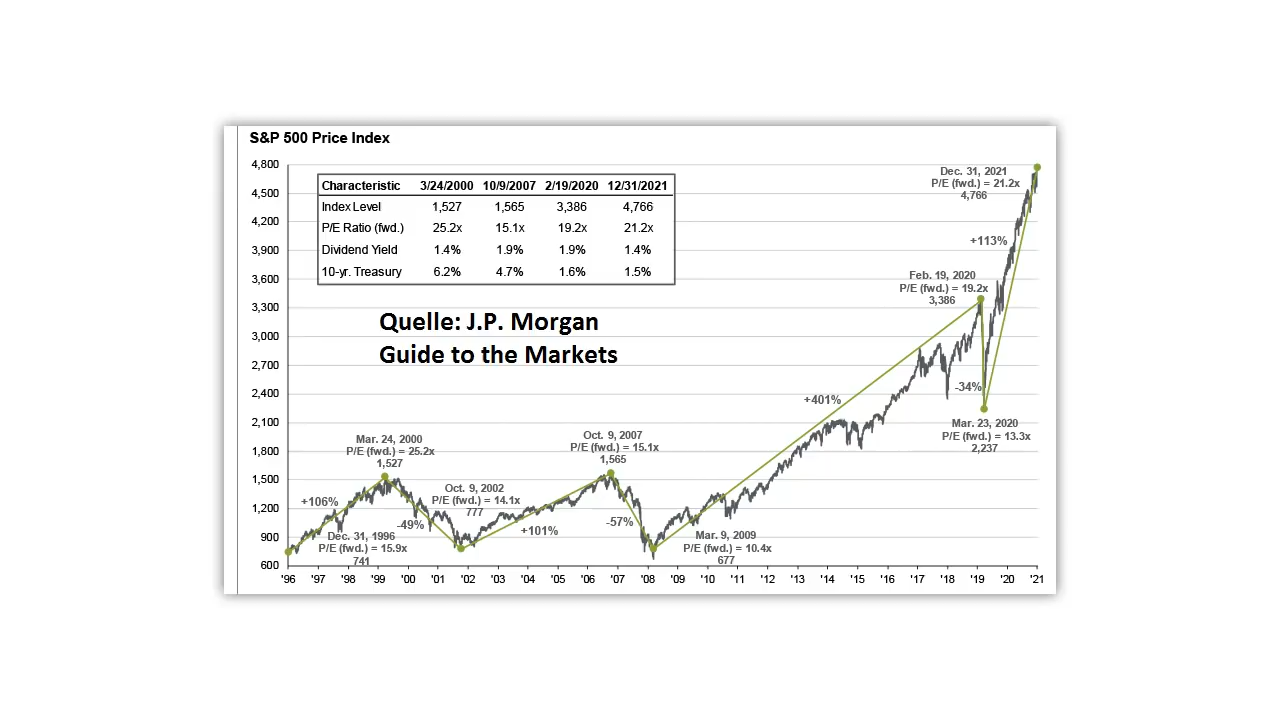 S&P 500 Price Index
4,800
4,500
4,200
3,900
3,600
3,300
3,000
2,700
2,400
2,100
1,800
1,500
1,200
900
600
Characteristic 3/24/2000 10/9/2007 2/19/2020 12/31/2021
Index Level 1,527 1,565 3,386 4,766
P/E Ratio (fwd.) 25.2x 15.1x 19.2x 21.2x
Dividend Yield 1.4% 1.9% 1.9% 1.4%
10-yr. Treasury 6.2% 4.7% 1.6% 1.5%
Quelle: J.P. Morgan
Guide to the Markets
Dec. 31, 2021
P/E (fwd.) = 21.2x
4,766
+113%
Feb. 19, 2020
P/E (fwd.) = 19.2x
3,386
-34%
+401%
Mar. 23, 2020
P/E (fwd.) = 13.3x
2,237
Mar. 24, 2000
P/E (fwd.) = 25.2x
1,527
Oct. 9, 2007
P/E (fwd.) = 15.1x
1,565
Oct. 9, 2002
P/E (fwd.) = 14.1x
777
+106%
-49%
+101%
-57%
Dec. 31, 1996
P/E (fwd.) = 15.9x
741
Mar. 9, 2009
P/E (fwd.) = 10.4x
677
'96 '97 '98 '99 '00 '01 '02 '03 '04 '05 '06 '07 '08 '09 '10 '11 '12 '13 '14 '15 '16 '17 '18 '19 '20 '21